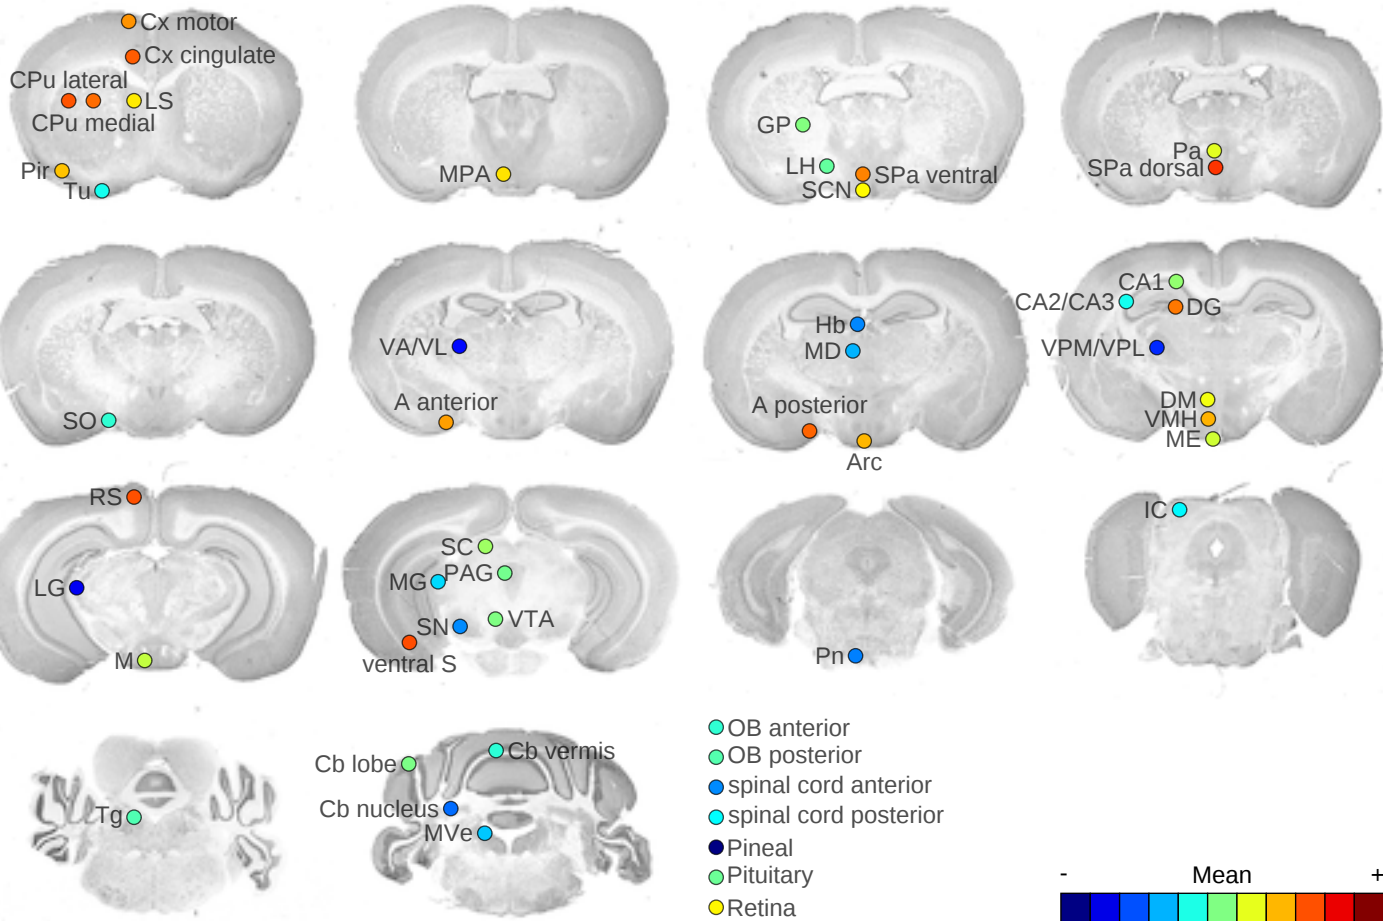 Cx motor
Cx cingulate
CPu lateral
LS
CPu medial
Pir
Tu
MPA
GP
LH
SPa ventral
SCN
Pa
SPa dorsal
SO
VA/VL
A anterior
Hb
MD
A posterior
Arc
CA1
CA2/CA3
DG
VPM/VPL
DM
VMH
ME
RS
LG
M
SC
MG
PAG
SN
VTA
ventral S
Pn
IC
Tg
Cb lobe
Cb vermis
Cb nucleus
MVe
OB anterior
OB posterior
spinal cord anterior
spinal cord posterior
Pineal
Pituitary
Retina
- Mean +